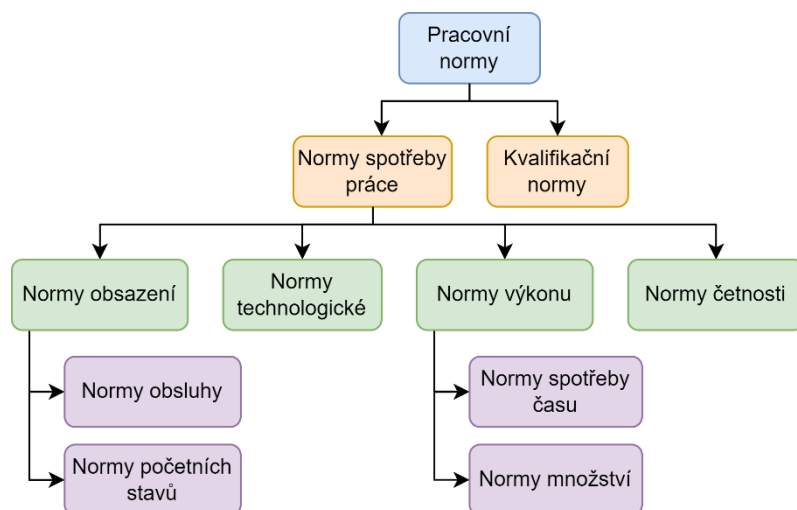 Pracovní
normy
Normy spotřeby
práce
Kvalifikační
normy
Normy obsazení
Normy
technologické
Normy výkonu
Normy četnosti
Normy obsluhy
Normy spotřeby
času
Normy početních
stavů
Normy množství